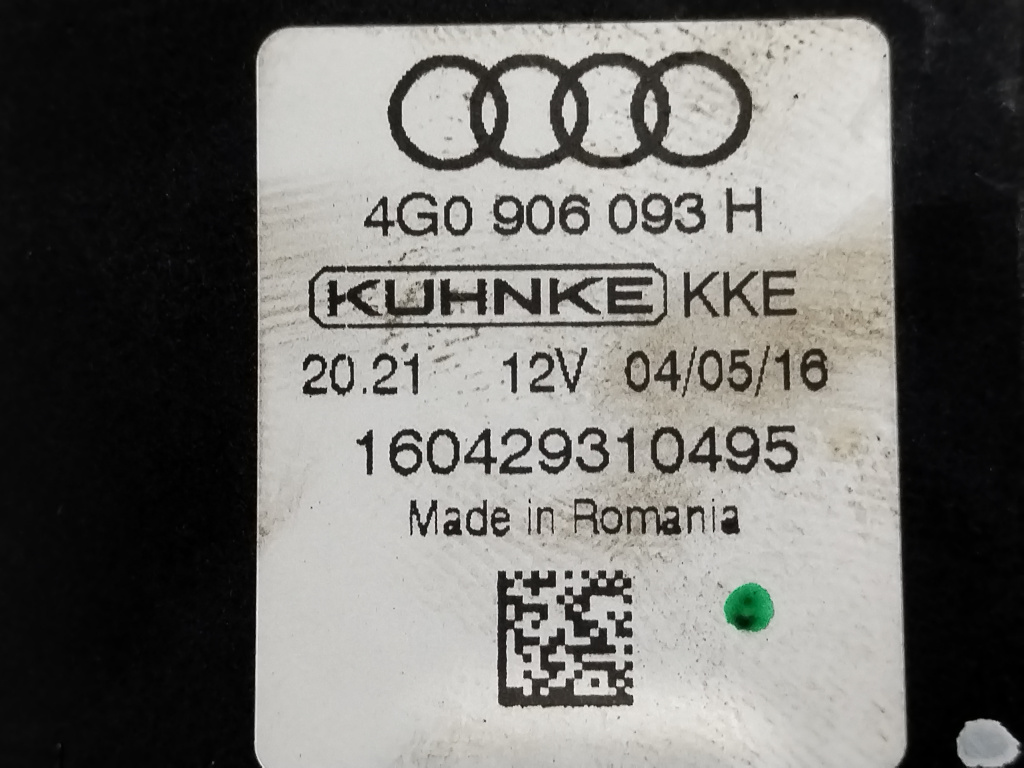 4G0 906 093 H
KUHNKE KKE
20.21 12V 04/05/16
160429310495
Made in Romania